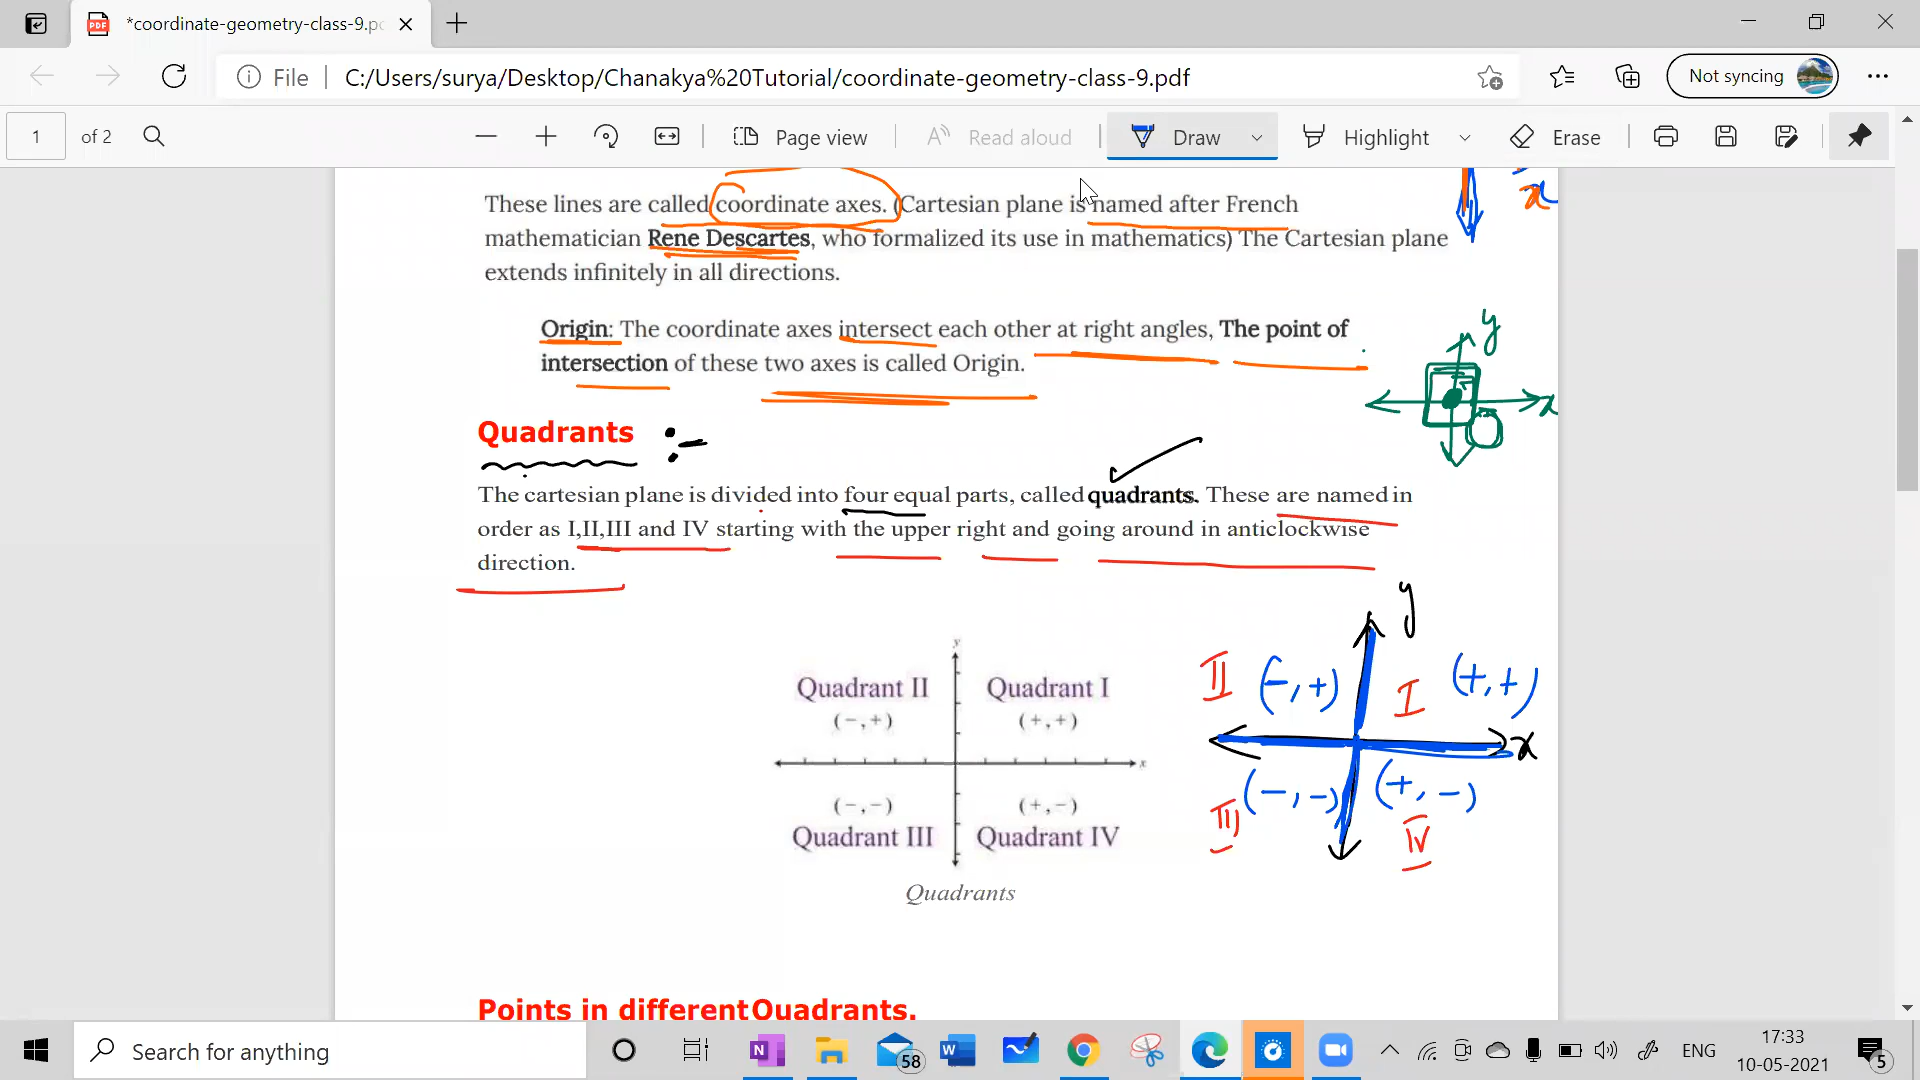 *coordinate-geometry-class-9.pd
File
C:/Users/surya/Desktop/Chanakya%20Tutorial/coordinate-geometry-class-9.pdf
Not syncing
1 of 2
Page view
Read aloud
Draw
Highlight
Erase
These lines are called coordinate axes. (Cartesian plane is named after French
mathematician Rene Descartes, who formalized its use in mathematics) The Cartesian plane
extends infinitely in all directions.
x
Origin: The coordinate axes intersect each other at right angles, The point of
intersection of these two axes is called Origin.
y
x
O
Quadrants :-
The cartesian plane is divided into four equal parts, called quadrants. These are named in
order as I,II,III and IV starting with the upper right and going around in anticlockwise
direction.
y
Quadrant II Quadrant I
(−,+) (+,+)
x
(−,−) (+,−)
Quadrant III Quadrant IV
Quadrants
y
II (-,+) I (+,+)
x
(-,-) (+,-)
III IV
Points in different Quadrants.
Search for anything
58
ENG
17:33
10-05-2021
5